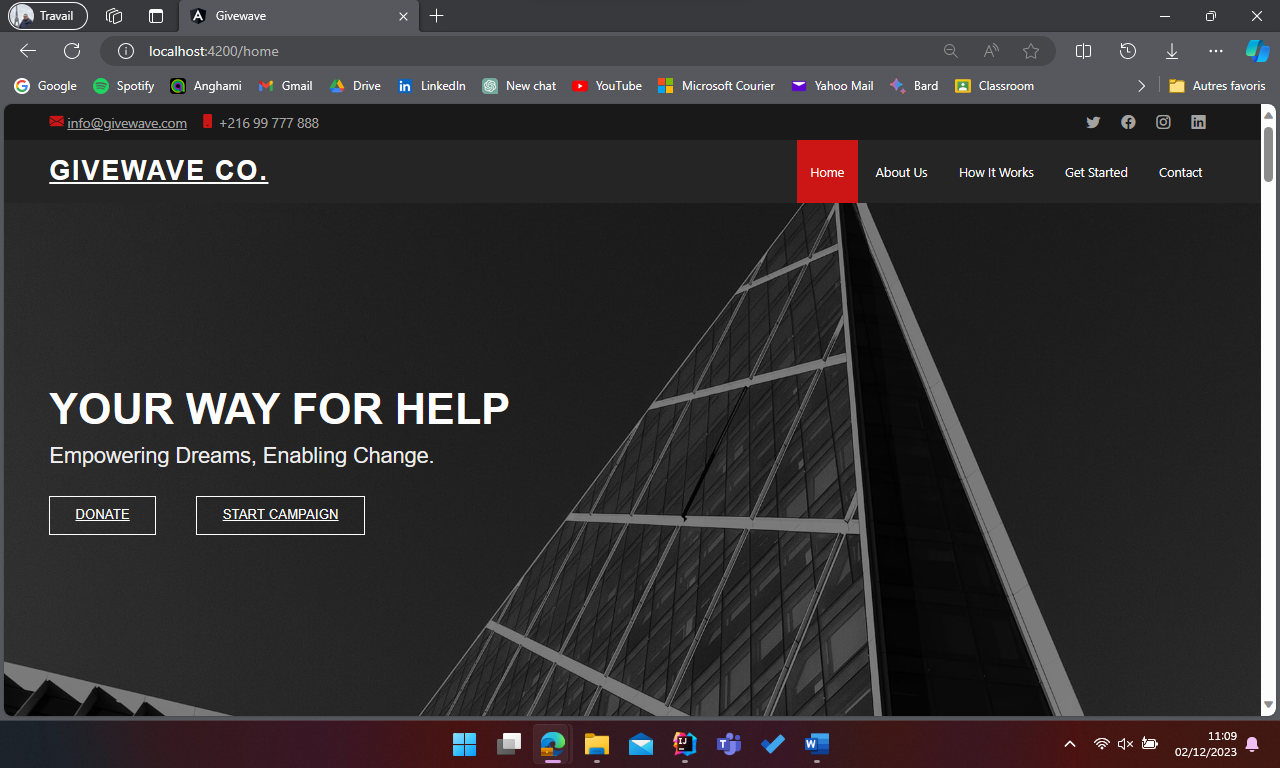 Travail
Givewave
localhost:4200/home
Google Spotify Anghami Gmail Drive LinkedIn New chat YouTube Microsoft Courier Yahoo Mail Bard Classroom Autres favoris
info@givewave.com +216 99 777 888
GIVEWAVE CO.
Home About Us How It Works Get Started Contact
YOUR WAY FOR HELP
Empowering Dreams, Enabling Change.
DONATE START CAMPAIGN
11:09
02/12/2023